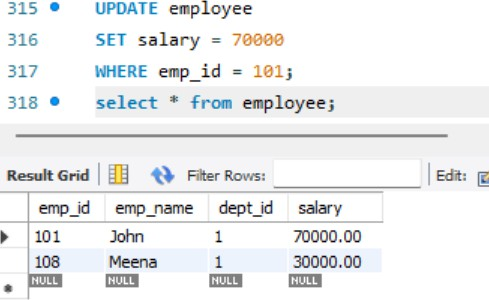 315 UPDATE employee
316 SET salary = 70000
317 WHERE emp_id = 101;
318 select * from employee;
Result Grid Filter Rows: Edit:
emp_id emp_name dept_id salary
101 John 1 70000.00
108 Meena 1 30000.00
NULL NULL NULL NULL